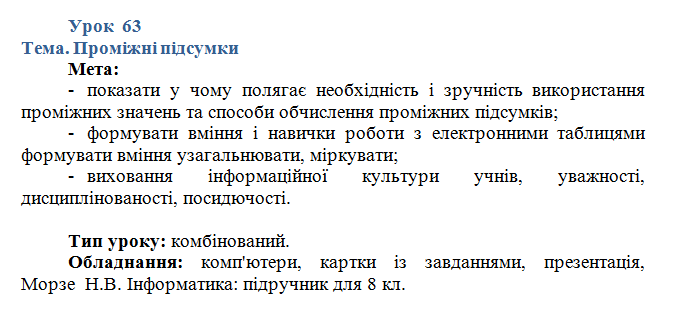 Урок 63
Тема. Проміжні підсумки
Мета:
- показати у чому полягає необхідність і зручність використання
проміжних значень та способи обчислення проміжних підсумків;
- формувати вміння і навички роботи з електронними таблицями
формувати вміння узагальнювати, міркувати;
- виховання інформаційної культури учнів, уважності,
дисциплінованості, посидючості.
Тип уроку: комбінований.
Обладнання: комп'ютери, картки із завданнями, презентація,
Морзе Н.В. Інформатика: підручник для 8 кл.